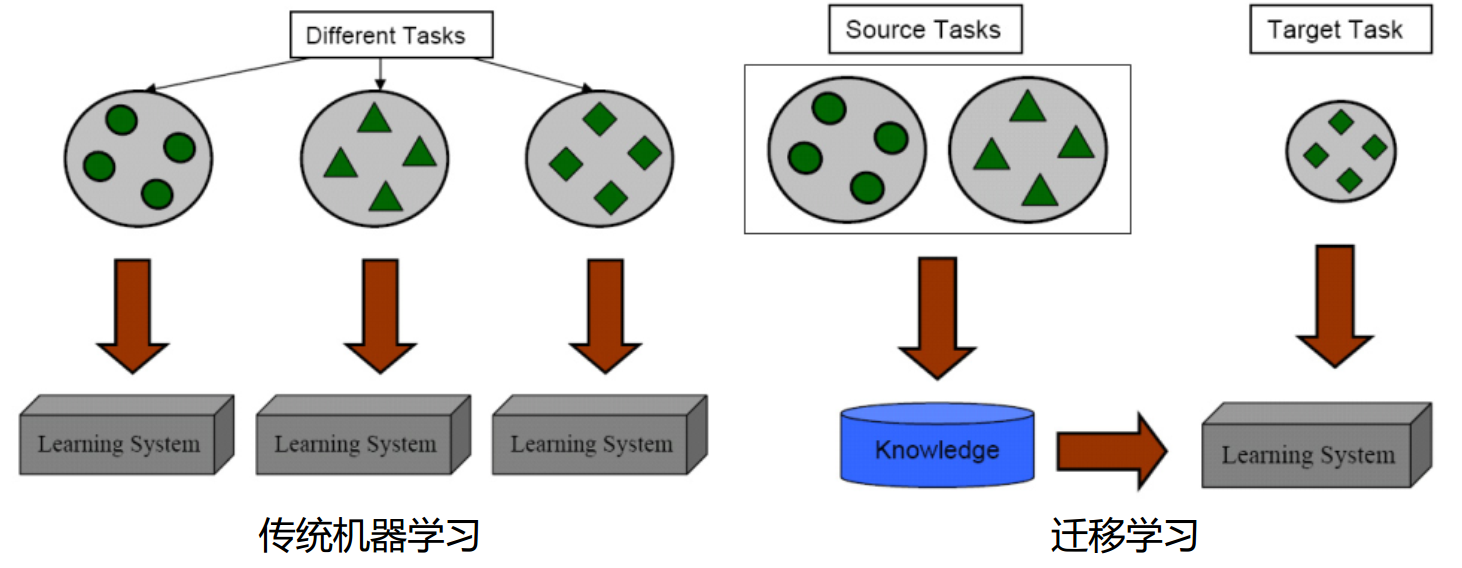 Different Tasks
Learning System
Learning System
Learning System
传统机器学习
Source Tasks
Target Task
Knowledge
Learning System
迁移学习